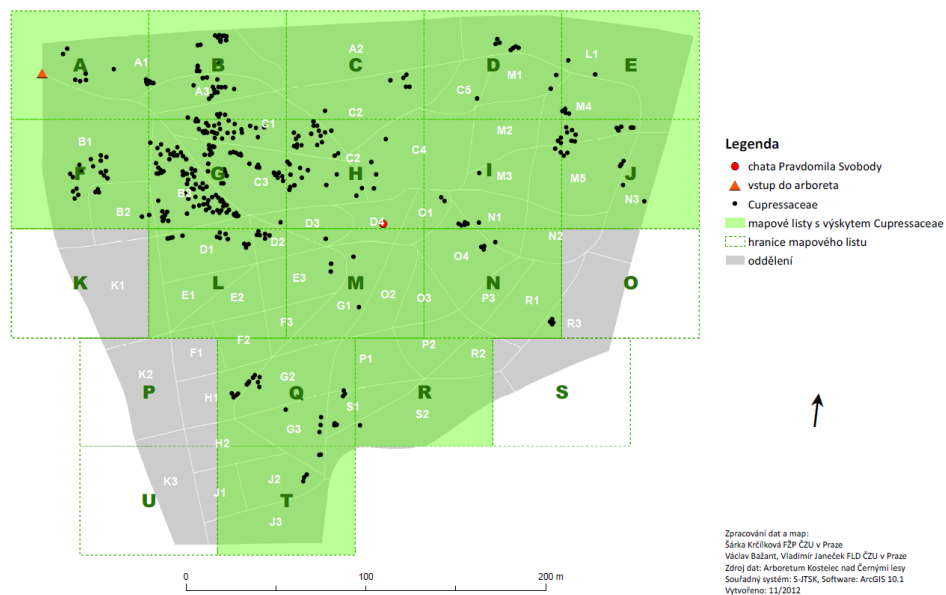 A2
A
A1
B
C
D
M1
L1
E
A3
C5
M4
C2
C1
B1
M2
C4
C2
F
G
C3
H
I
M3
M5
J
N3
B2
D3
D4
O1
N1
D2
D1
N2
O4
K
K1
L
E3
M
N
O
E1
E2
O2
O3
P3
R1
G1
F3
R3
F2
P2
F1
P1
R2
K2
G2
P
H1
Q
S1
R
S
S2
G3
H2
K3
J2
J1
U
T
J3
Legenda
chata Pravdomila Svobody
vstup do arboreta
Cupressaceae
mapové listy s výskytem Cupressaceae
hranice mapového listu
oddělení
Zpracování dat a map:
Šárka Krčílková FŽP ČZU v Praze
Václav Bažant, Vladimír Janeček FLD ČZU v Praze
Zdroj dat: Arboretum Kostelec nad Černými lesy
Souřadný systém: S-JTSK, Software: ArcGIS 10.1
Vytvořeno: 11/2012
0 100 200 m